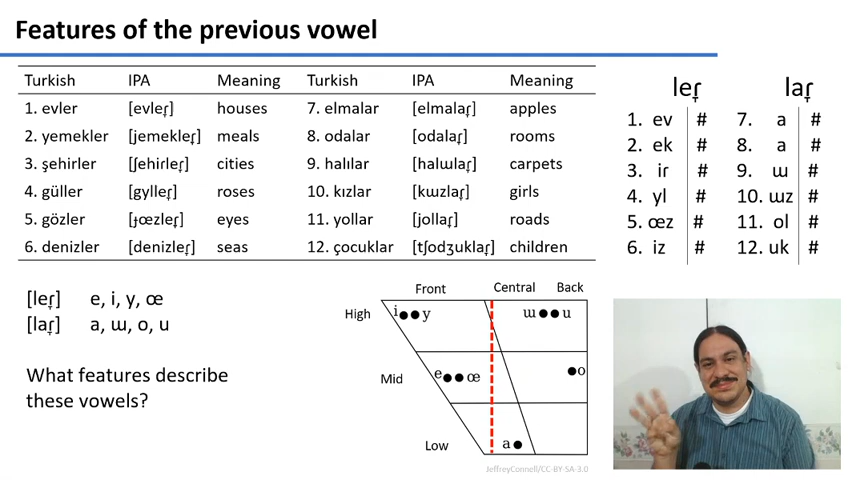 Features of the previous vowel
Turkish IPA Meaning Turkish IPA Meaning
1. evler [evleɾ̞] houses 7. elmalar [elmalaɾ̞] apples
2. yemekler [jemekleɾ̞] meals 8. odalar [odalaɾ̞] rooms
3. şehirler [ʃehiɾleɾ̞] cities 9. halılar [halɯlaɾ̞] carpets
4. güller [gylleɾ̞] roses 10. kızlar [kɯzlaɾ̞] girls
5. gözler [ɟœzleɾ̞] eyes 11. yollar [jollaɾ̞] roads
6. denizler [denizleɾ̞] seas 12. çocuklar [tʃodʒuklaɾ̞] children
leɾ̞ laɾ̞
1. ev # 7. a #
2. ek # 8. a #
3. iɾ # 9. ɯ #
4. yl # 10. ɯz #
5. œz # 11. ol #
6. iz # 12. uk #
[leɾ̞] e, i, y, œ
[laɾ̞] a, ɯ, o, u
What features describe
these vowels?
Front Central Back
High i y ɯ u
Mid e œ o
Low a
JeffreyConnell/CC-BY-SA-3.0